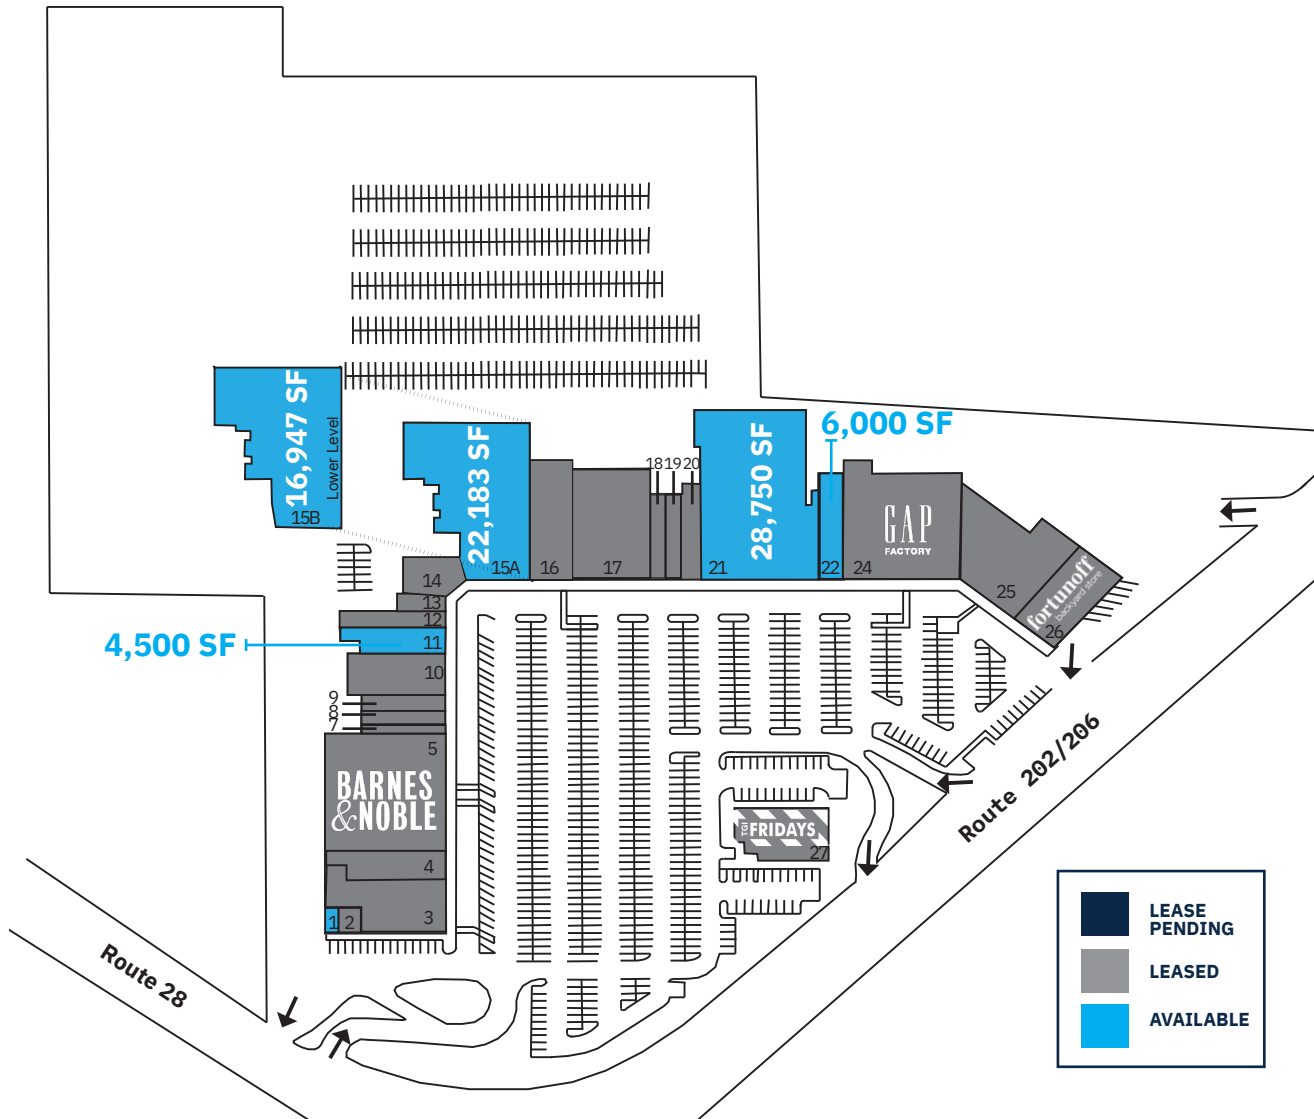 6,000 SF
16,947 SF
Lower Level
15B
22,183 SF
15A
16
17
18
19
20
28,750 SF
21
22
GAP
FACTORY
24
25
fortunoff
backyard store
26
14
13
12
4,500 SF
11
10
9
8
7
5
BARNES
&NOBLE
4
3
1
2
TGI
FRIDAYS
27
Route 202/206
Route 28
LEASE
PENDING
LEASED
AVAILABLE